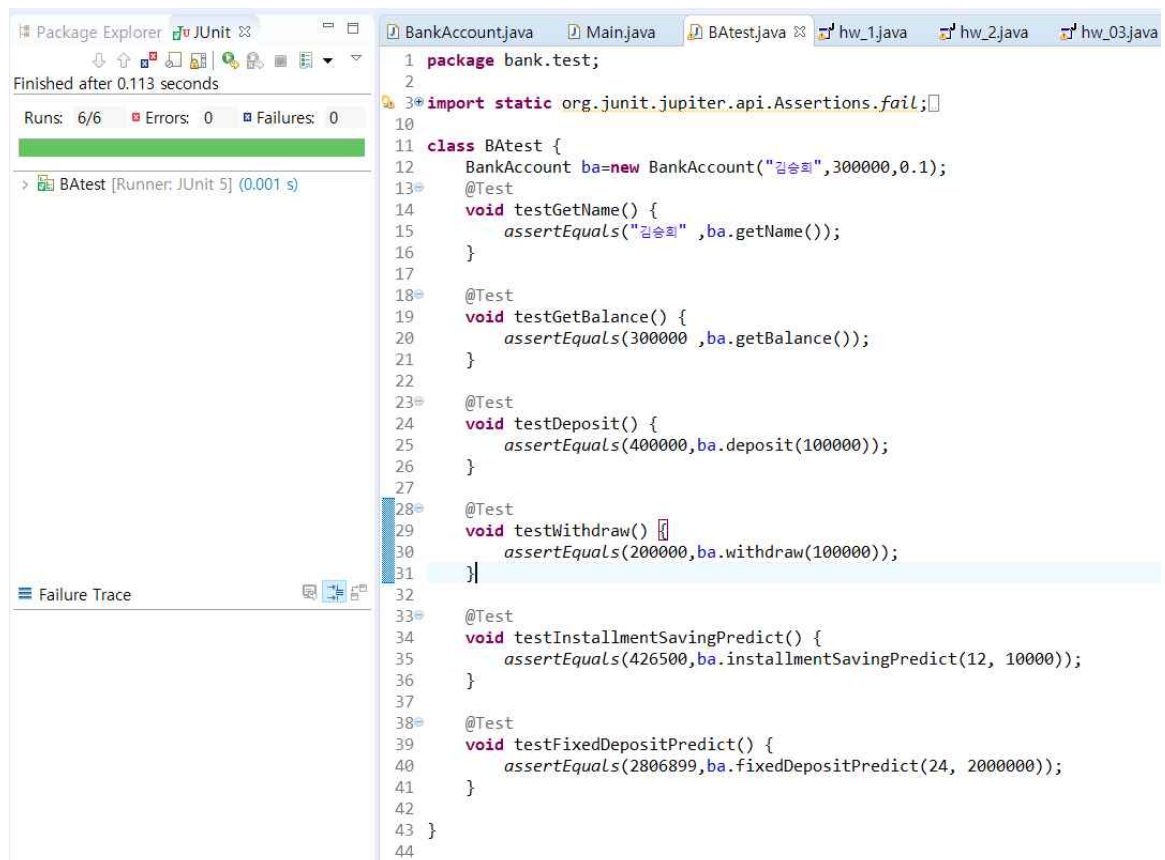 Package Explorer JUnit
Finished after 0.113 seconds
Runs: 6/6 Errors: 0 Failures: 0
BAtest [Runner: JUnit 5] (0.001 s)
Failure Trace
BankAccount.java Main.java BAtest.java hw_1.java hw_2.java hw_03.java
1 package bank.test;
2
3 import static org.junit.jupiter.api.Assertions.fail;
10
11 class BAtest {
12 BankAccount ba=new BankAccount("김승희",300000,0.1);
13 @Test
14 void testGetName() {
15 assertEquals("김승희" ,ba.getName());
16 }
17
18 @Test
19 void testGetBalance() {
20 assertEquals(300000 ,ba.getBalance());
21 }
22
23 @Test
24 void testDeposit() {
25 assertEquals(400000,ba.deposit(100000));
26 }
27
28 @Test
29 void testWithdraw() {
30 assertEquals(200000,ba.withdraw(100000));
31 }
32
33 @Test
34 void testInstallmentSavingPredict() {
35 assertEquals(426500,ba.installmentSavingPredict(12, 10000));
36 }
37
38 @Test
39 void testFixedDepositPredict() {
40 assertEquals(2806899,ba.fixedDepositPredict(24, 2000000));
41 }
42
43 }
44